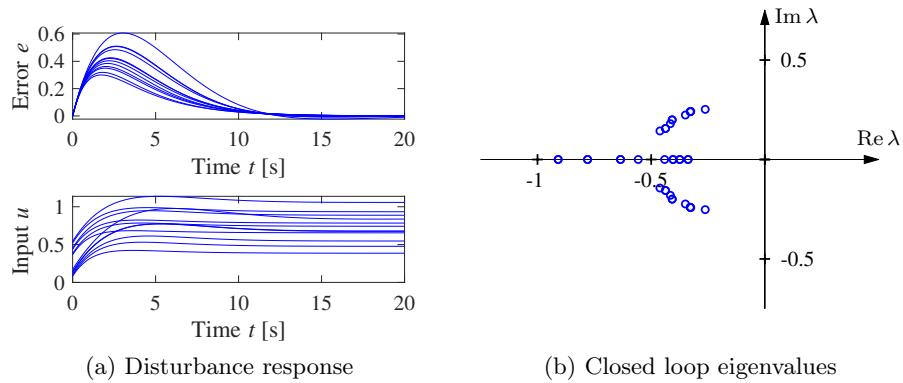 0.6
0.4
0.2
0
Error e
0 5 10 15 20
Time t [s]
1
0.5
0
Input u
0 5 10 15 20
Time t [s]
(a) Disturbance response
Im λ
0.5
Re λ
-1 -0.5
-0.5
(b) Closed loop eigenvalues